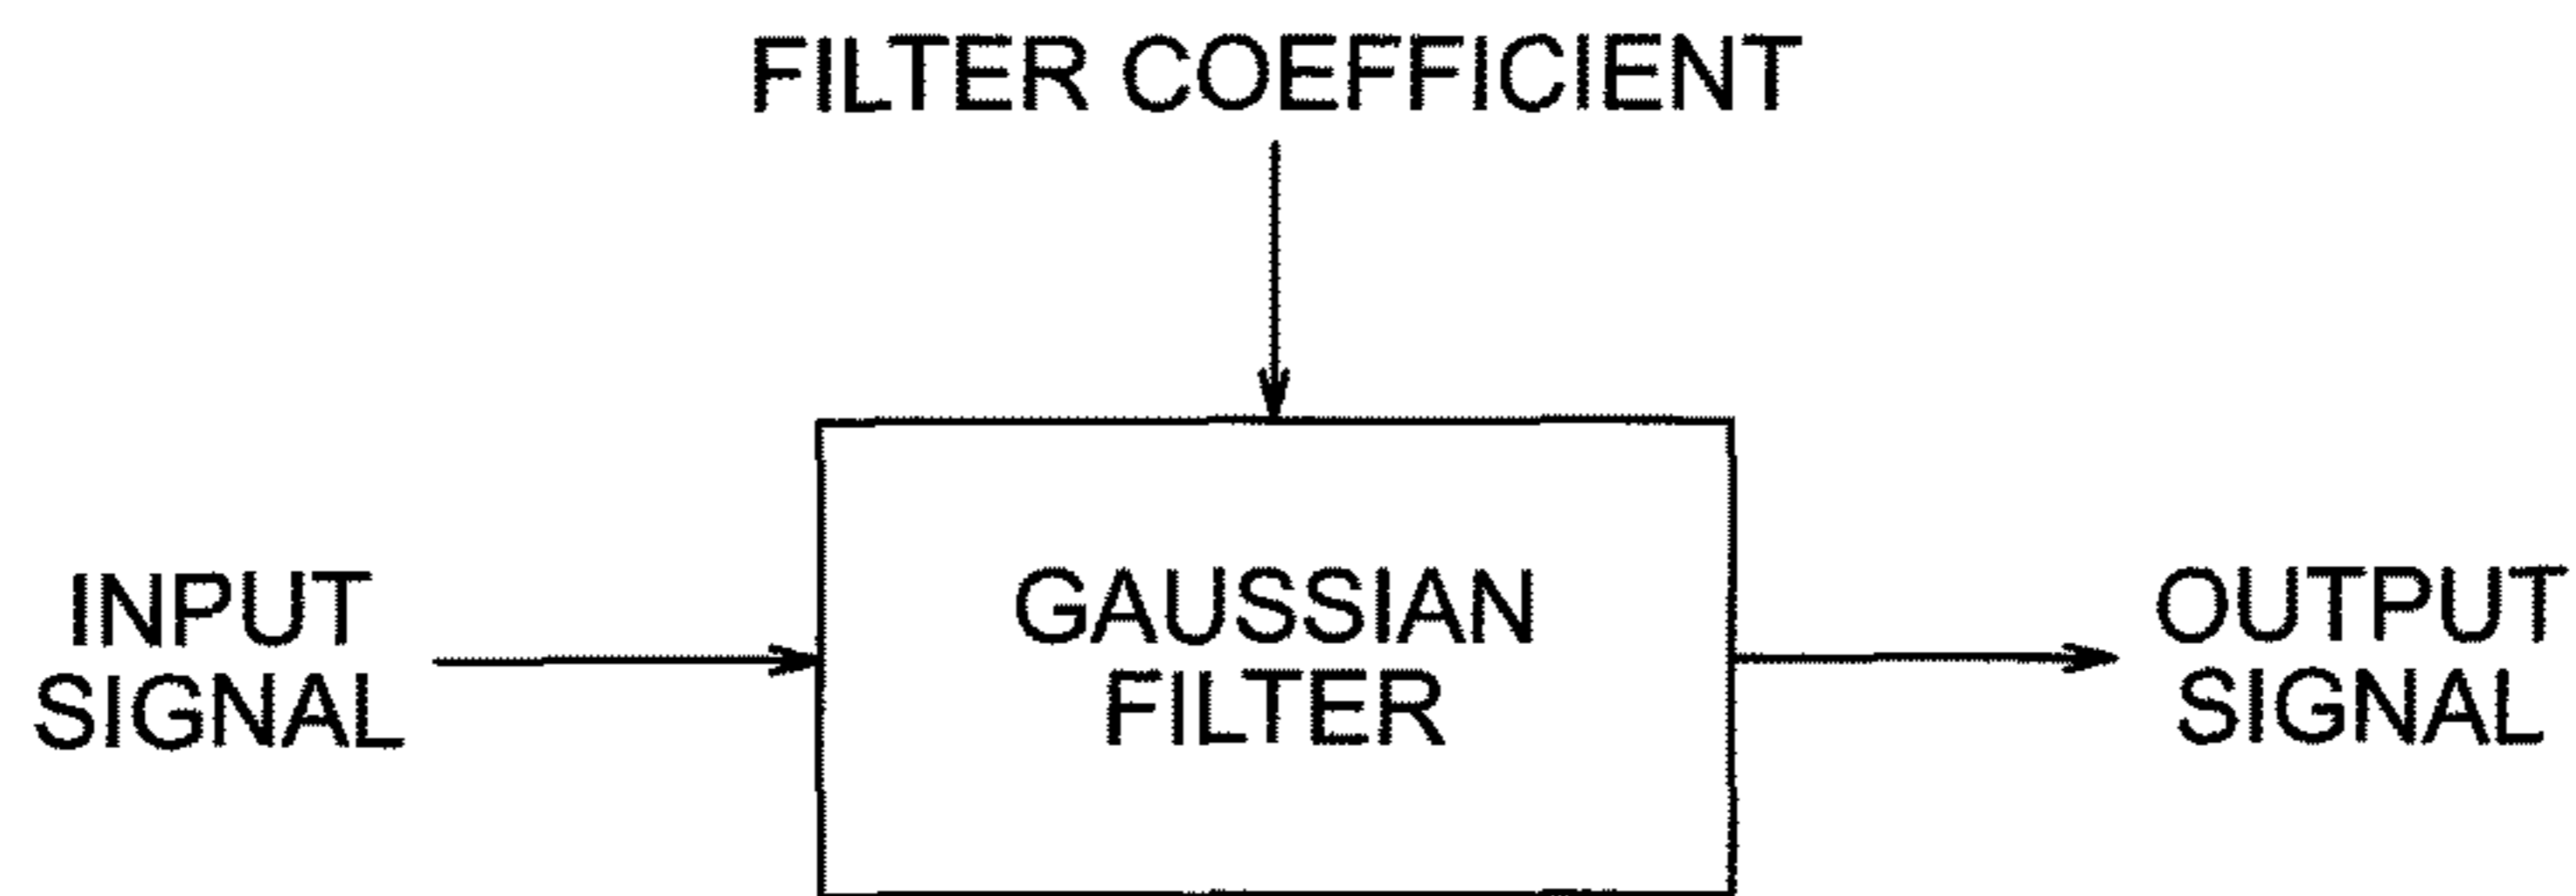 FILTER COEFFICIENT
INPUT
SIGNAL
GAUSSIAN
FILTER
OUTPUT
SIGNAL